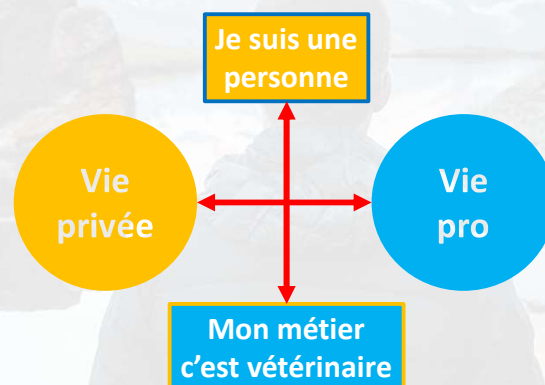 Je suis une
personne
Vie
privée
Vie
pro
Mon métier
c’est vétérinaire